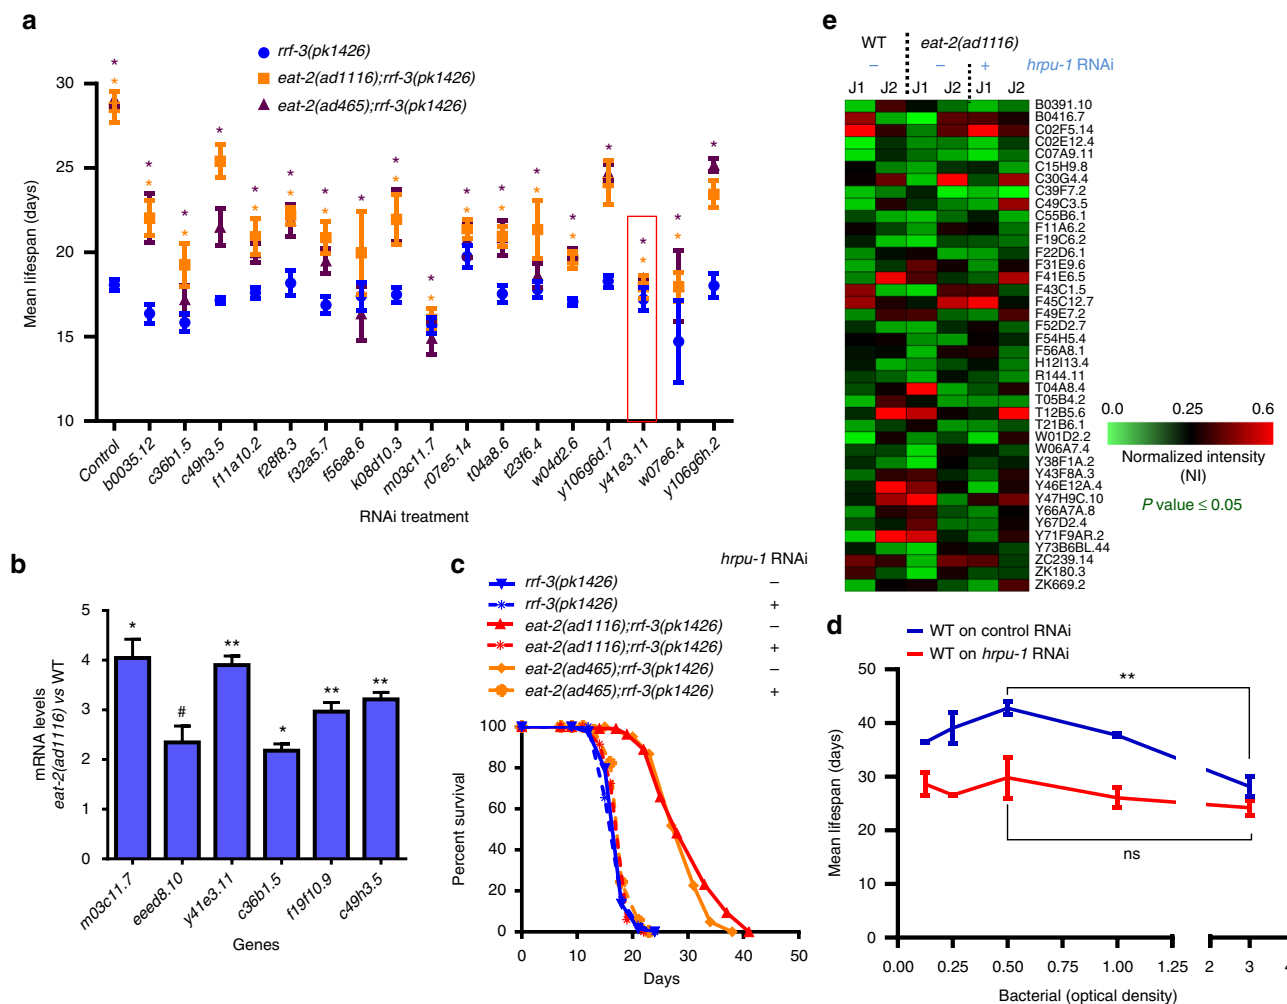 a
rrf-3(pk1426)
eat-2(ad1116);rrf-3(pk1426)
eat-2(ad465);rrf-3(pk1426)
Mean lifespan (days)
30
25
20
15
10
* * * * * * * * * * * * * * * * * *
* * * * * * * * * * * * * * * *
Control
b0035.12
c36b1.5
c49h3.5
f11a10.2
f28f8.3
f32a5.7
f56a8.6
k08d10.3
m03c11.7
r07e5.14
t04a8.6
t23f6.4
w04d2.6
y106g6d.7
y41e3.11
w07e6.4
y106g6h.2
RNAi treatment
b
mRNA levels
eat-2(ad1116) vs WT
5
4
3
2
1
0
* # ** * ** **
m03c11.7
eeed8.10
y41e3.11
c36b1.5
f19f10.9
c49h3.5
Genes
c
hrpu-1 RNAi
rrf-3(pk1426) –
rrf-3(pk1426) +
eat-2(ad1116);rrf-3(pk1426) –
eat-2(ad1116);rrf-3(pk1426) +
eat-2(ad465);rrf-3(pk1426) –
eat-2(ad465);rrf-3(pk1426) +
Percent survival
100
80
60
40
20
0
0 10 20 30 40 50
Days
e
WT eat-2(ad1116)
– – + hrpu-1 RNAi
J1 J2 J1 J2 J1 J2
B0391.10
B0416.7
C02F5.14
C02E12.4
C07A9.11
C15H9.8
C30G4.4
C39F7.2
C49C3.5
C55B6.1
F11A6.2
F19C6.2
F22D6.1
F31E9.6
F41E6.5
F43C1.5
F45C12.7
F49E7.2
F52D2.7
F54H5.4
F56A8.1
H12I13.4
R144.11
T04A8.4
T05B4.2
T12B5.6
T21B6.1
W01D2.2
W06A7.4
Y38F1A.2
Y43F8A.3
Y46E12A.4
Y47H9C.10
Y66A7A.8
Y67D2.4
Y71F9AR.2
Y73B6BL.44
ZC239.14
ZK180.3
ZK669.2
0.0 0.25 0.6
Normalized intensity
(NI)
P value ≤ 0.05
d
WT on control RNAi
WT on hrpu-1 RNAi
Mean lifespan (days)
50
40
30
20
10
0
**
ns
0.00 0.25 0.50 0.75 1.00 1.25 2 3
Bacterial (optical density)